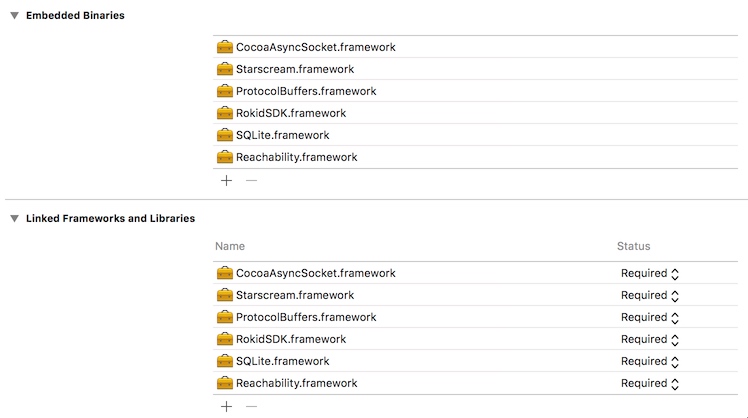 Embedded Binaries
CocoaAsyncSocket.framework
Starscream.framework
ProtocolBuffers.framework
RokidSDK.framework
SQLite.framework
Reachability.framework
Linked Frameworks and Libraries
Name Status
CocoaAsyncSocket.framework Required
Starscream.framework Required
ProtocolBuffers.framework Required
RokidSDK.framework Required
SQLite.framework Required
Reachability.framework Required